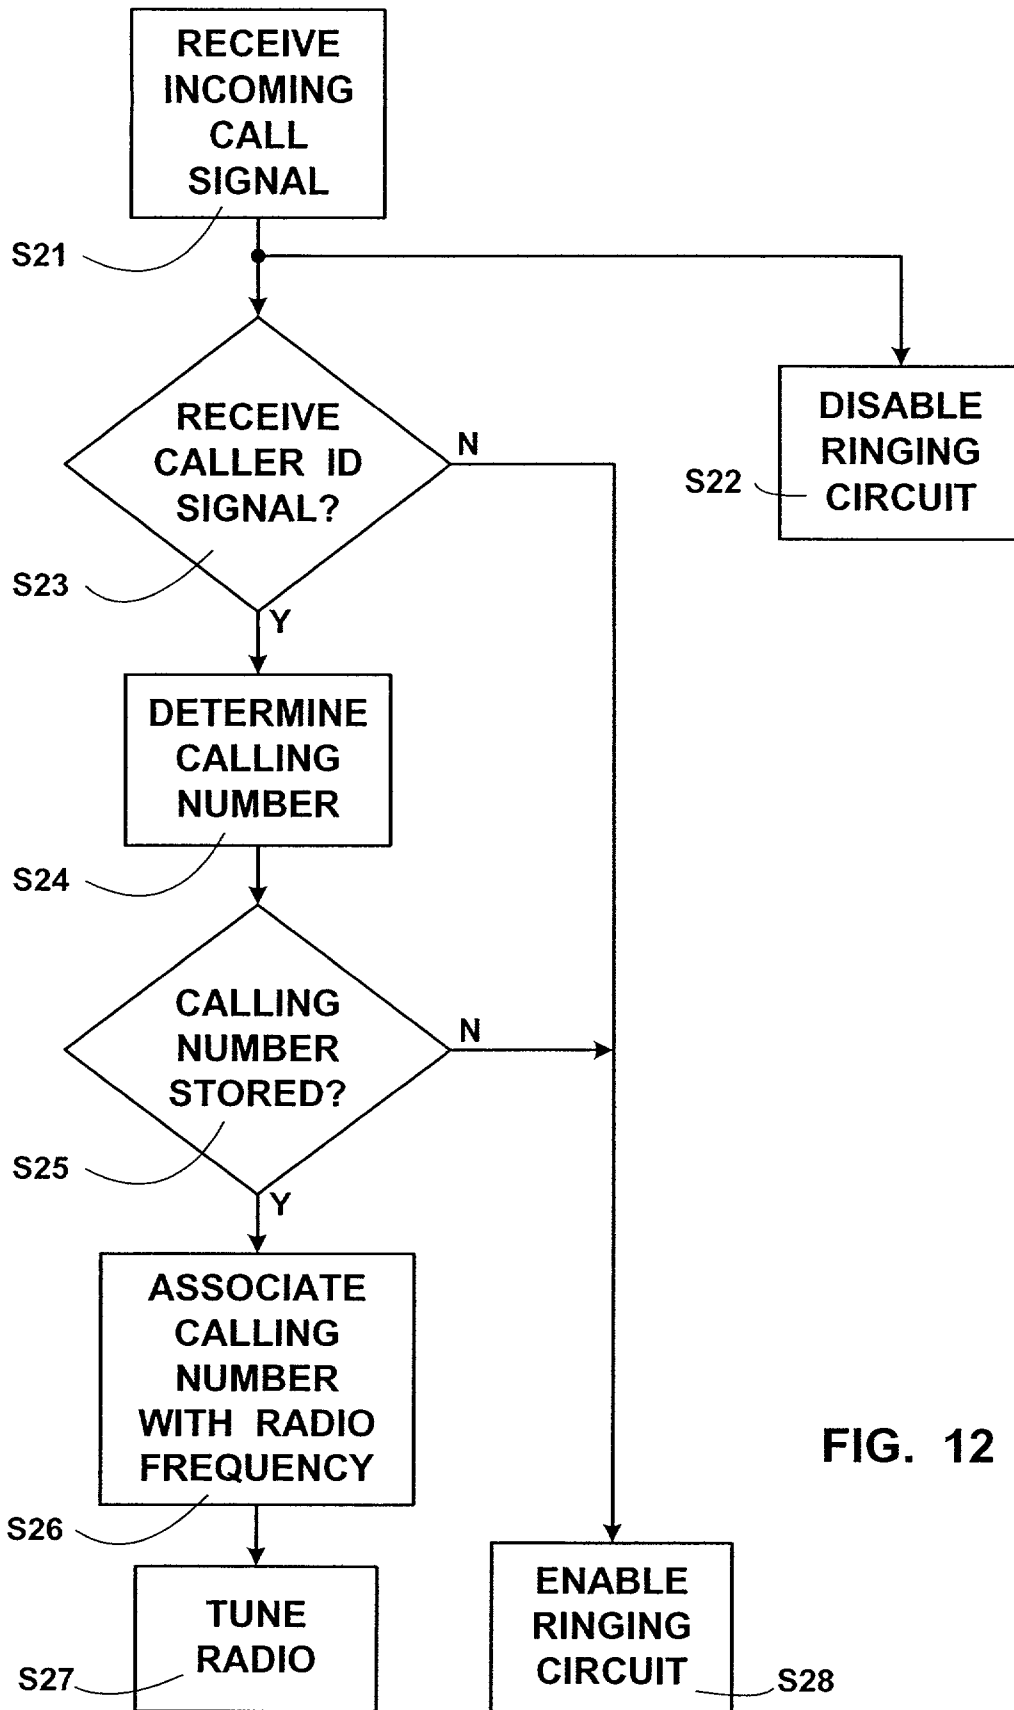 RECEIVE
INCOMING
CALL
SIGNAL
S21
RECEIVE
CALLER ID
SIGNAL?
N
S23
Y
DISABLE
RINGING
CIRCUIT
S22
DETERMINE
CALLING
NUMBER
S24
CALLING
NUMBER
STORED?
N
S25
Y
ASSOCIATE
CALLING
NUMBER
WITH RADIO
FREQUENCY
S26
FIG. 12
TUNE
RADIO
S27
ENABLE
RINGING
CIRCUIT
S28